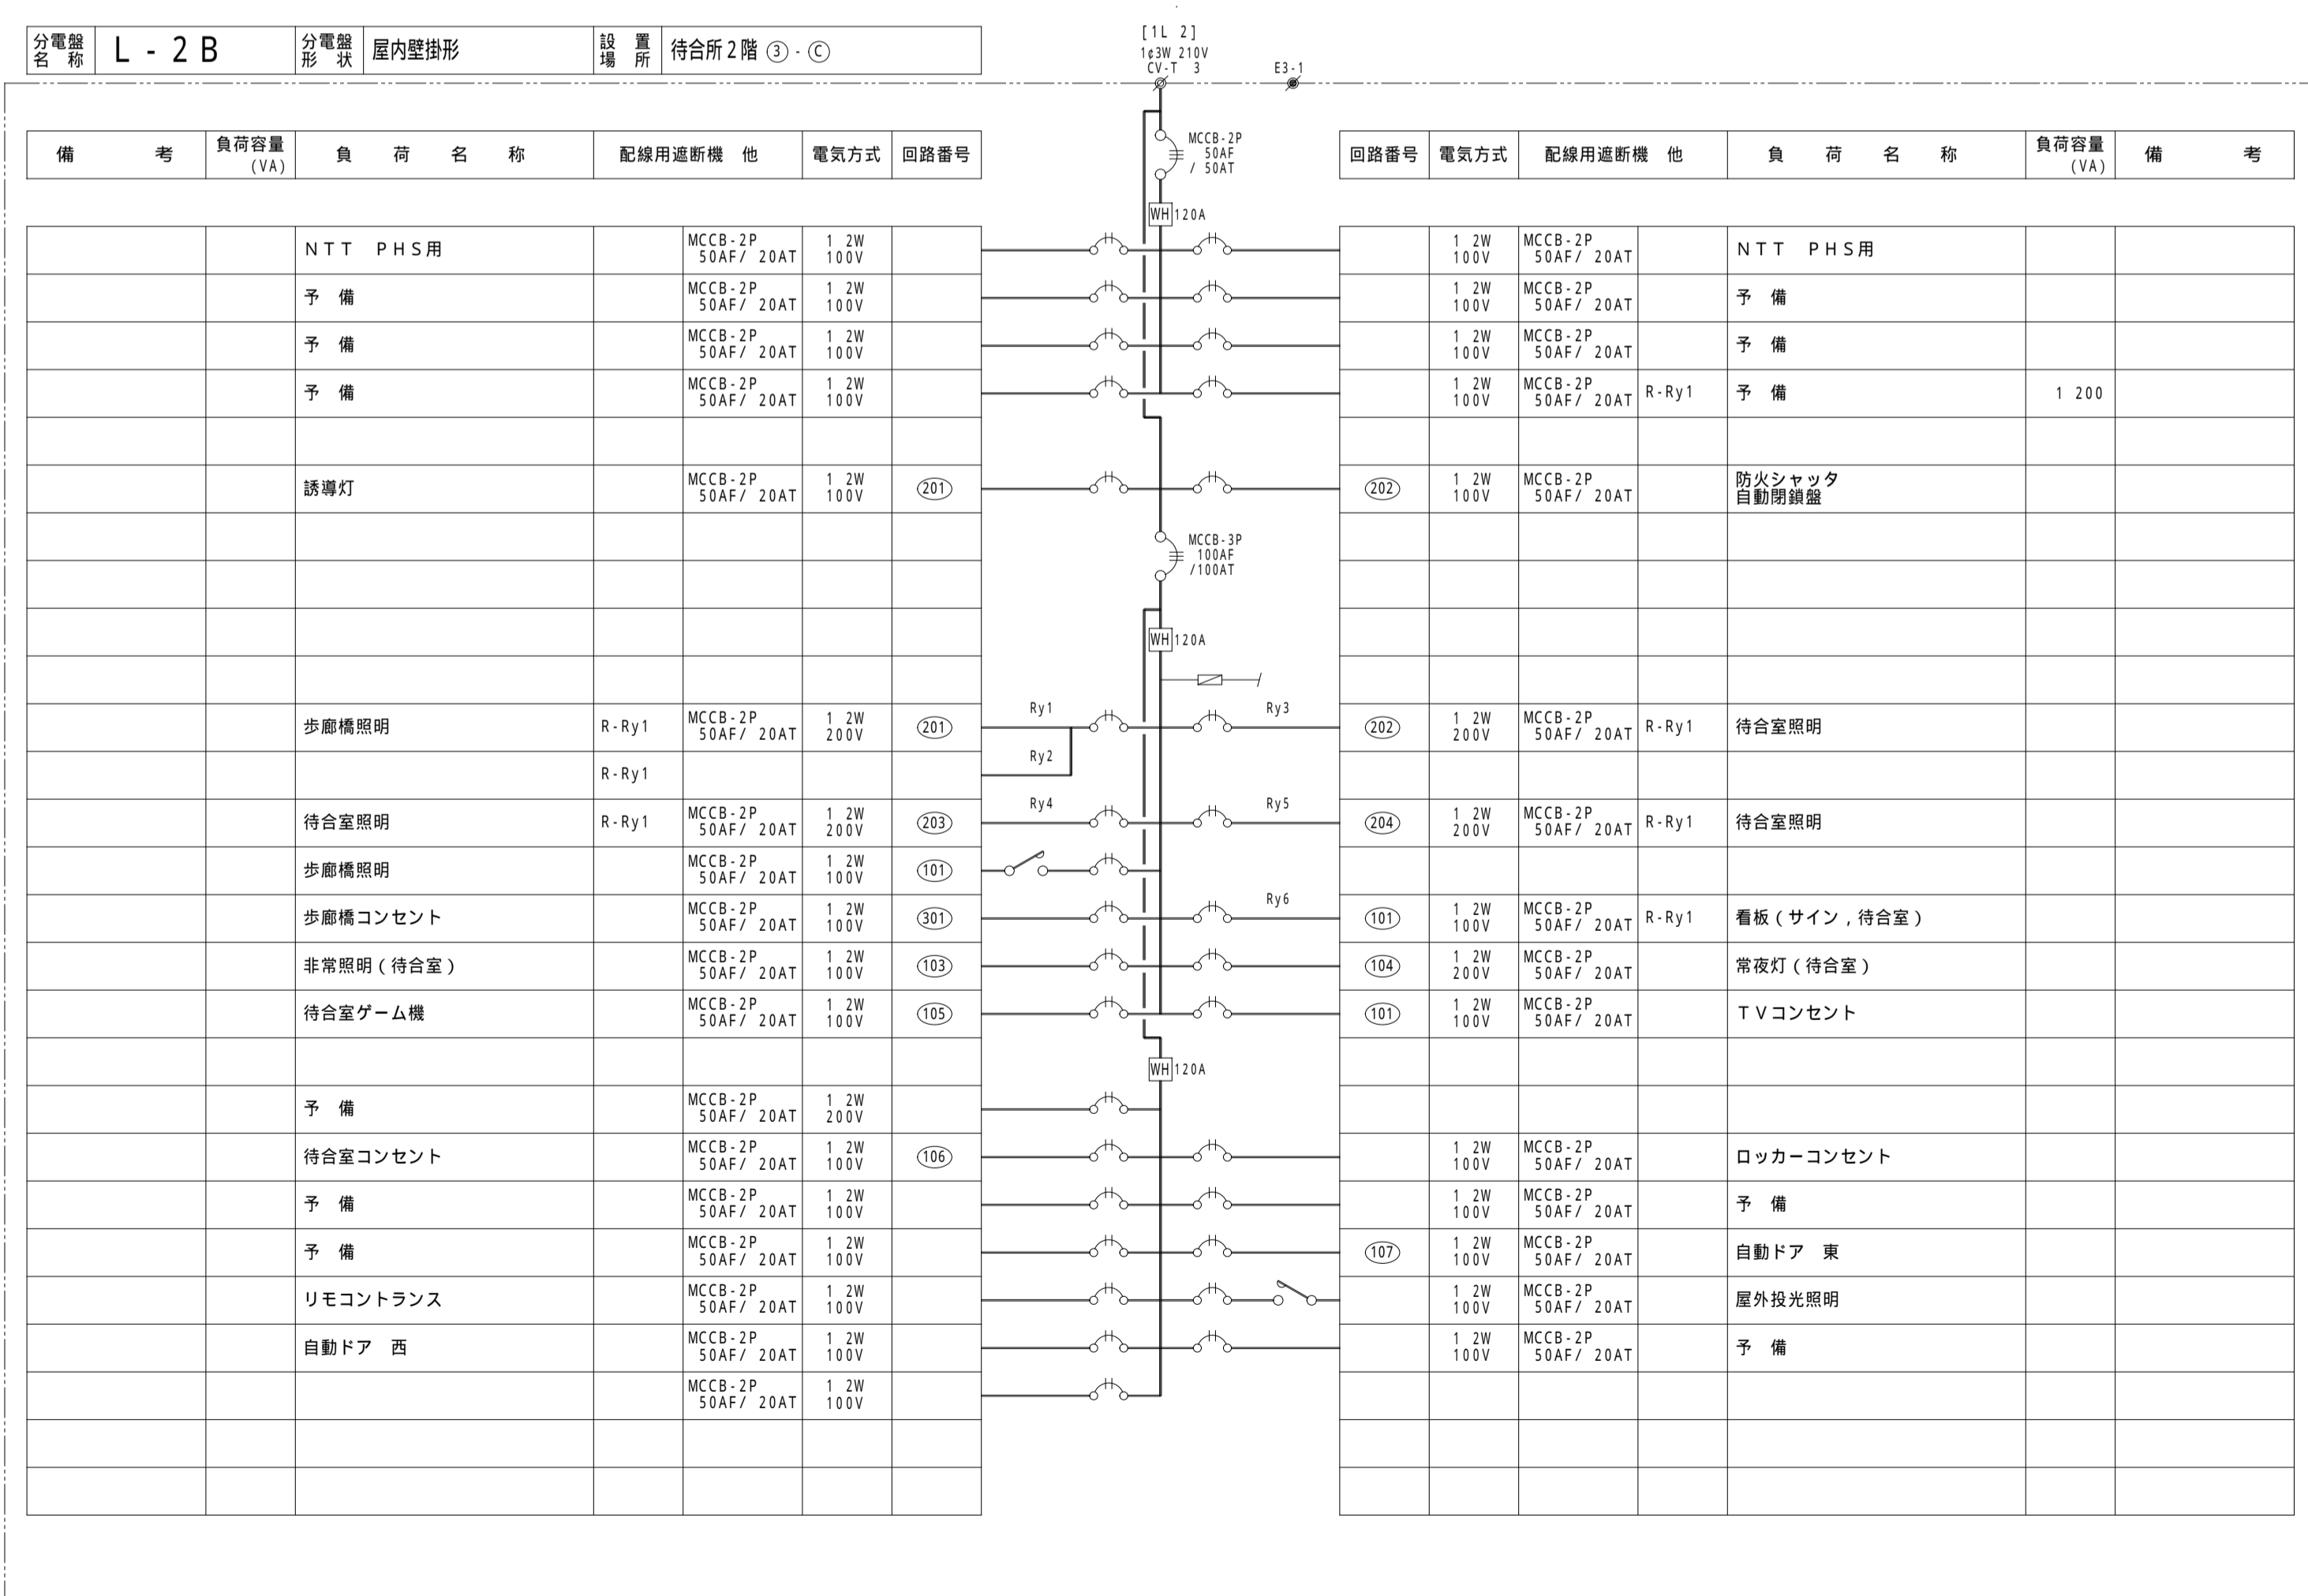 分電盤
名　称
L - 2 B
分電盤
形　状
屋内壁掛形
設　置
場　所
待合所２階 ③ - Ⓒ
[1L 2]
1¢3W 210V
CV-T 3
E3-1
備　考　負荷容量(VA)　負　荷　名　称　配線用遮断機　他　電気方式　回路番号
回路番号　電気方式　配線用遮断機　他　負　荷　名　称　負荷容量(VA)　備　考
MCCB-2P
50AF
/ 50AT
WH 120A
ＮＴＴ　ＰＨＳ用　MCCB-2P 50AF/ 20AT　1 2W 100V
1 2W 100V　MCCB-2P 50AF/ 20AT　ＮＴＴ　ＰＨＳ用
予　備　MCCB-2P 50AF/ 20AT　1 2W 100V
1 2W 100V　MCCB-2P 50AF/ 20AT　予　備
予　備　MCCB-2P 50AF/ 20AT　1 2W 100V
1 2W 100V　MCCB-2P 50AF/ 20AT　予　備
予　備　MCCB-2P 50AF/ 20AT　1 2W 100V
1 2W 100V　MCCB-2P 50AF/ 20AT　R-Ry1　予　備　1 200
誘導灯　MCCB-2P 50AF/ 20AT　1 2W 100V　201
202　1 2W 100V　MCCB-2P 50AF/ 20AT　防火シャッタ
自動閉鎖盤
MCCB-3P
100AF
/100AT
WH 120A
歩廊橋照明　R-Ry1　MCCB-2P 50AF/ 20AT　1 2W 200V　201　Ry1
Ry3　202　1 2W 200V　MCCB-2P 50AF/ 20AT　R-Ry1　待合室照明
R-Ry1　Ry2
待合室照明　R-Ry1　MCCB-2P 50AF/ 20AT　1 2W 200V　203　Ry4
Ry5　204　1 2W 200V　MCCB-2P 50AF/ 20AT　R-Ry1　待合室照明
歩廊橋照明　MCCB-2P 50AF/ 20AT　1 2W 100V　101
歩廊橋コンセント　MCCB-2P 50AF/ 20AT　1 2W 100V　301
Ry6　101　1 2W 100V　MCCB-2P 50AF/ 20AT　R-Ry1　看板（サイン，待合室）
非常照明（待合室）　MCCB-2P 50AF/ 20AT　1 2W 100V　103
104　1 2W 200V　MCCB-2P 50AF/ 20AT　常夜灯（待合室）
待合室ゲーム機　MCCB-2P 50AF/ 20AT　1 2W 100V　105
101　1 2W 100V　MCCB-2P 50AF/ 20AT　ＴＶコンセント
WH 120A
予　備　MCCB-2P 50AF/ 20AT　1 2W 200V
待合室コンセント　MCCB-2P 50AF/ 20AT　1 2W 100V　106
1 2W 100V　MCCB-2P 50AF/ 20AT　ロッカーコンセント
予　備　MCCB-2P 50AF/ 20AT　1 2W 100V
1 2W 100V　MCCB-2P 50AF/ 20AT　予　備
予　備　MCCB-2P 50AF/ 20AT　1 2W 100V
107　1 2W 100V　MCCB-2P 50AF/ 20AT　自動ドア　東
リモコントランス　MCCB-2P 50AF/ 20AT　1 2W 100V
1 2W 100V　MCCB-2P 50AF/ 20AT　屋外投光照明
自動ドア　西　MCCB-2P 50AF/ 20AT　1 2W 100V
1 2W 100V　MCCB-2P 50AF/ 20AT　予　備
MCCB-2P 50AF/ 20AT　1 2W 100V